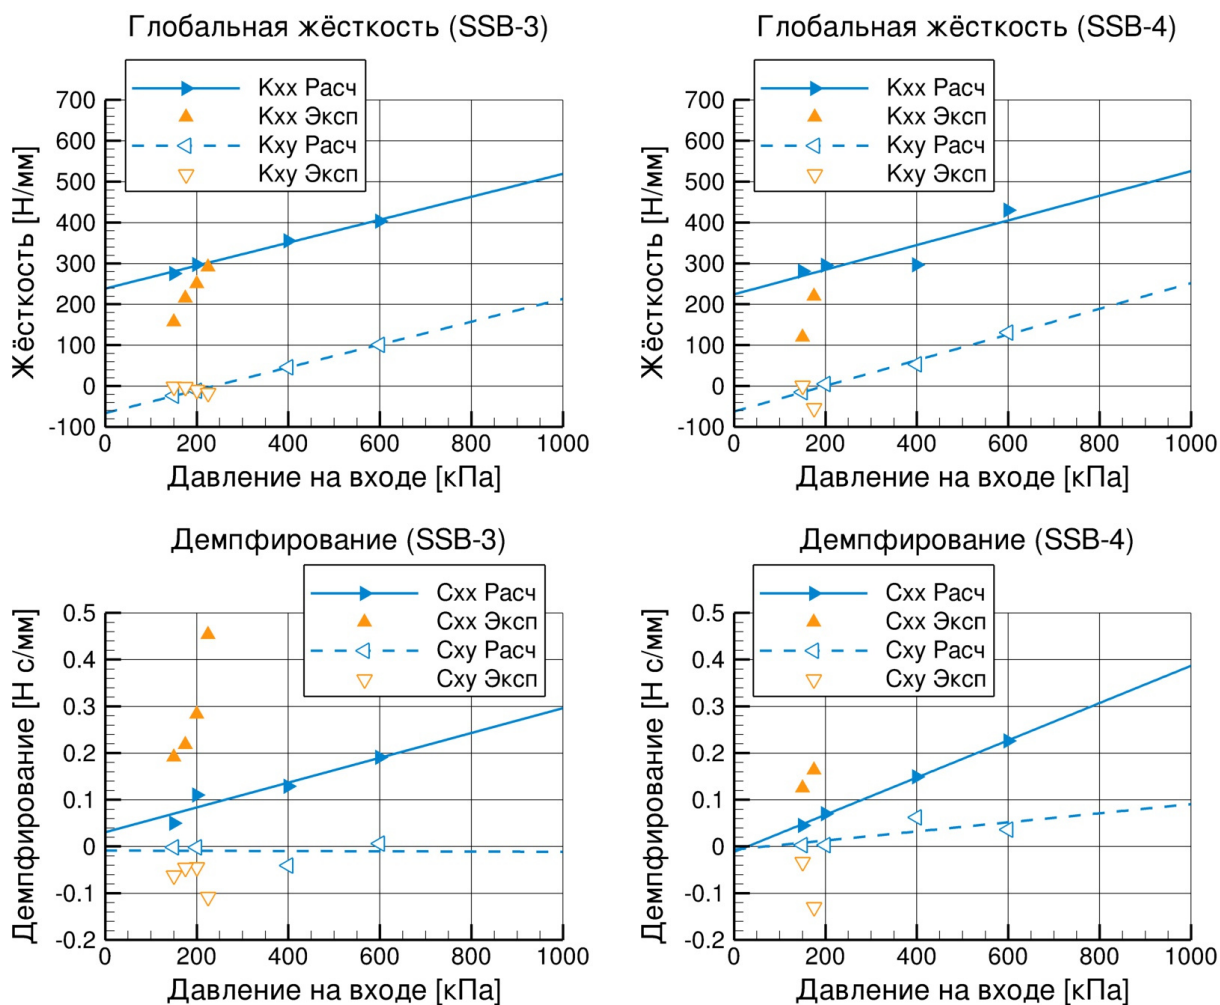 Глобальная жёсткость (SSB-3)
Kxx Расч
Kxx Эксп
Kxy Расч
Kxy Эксп
700
600
500
400
300
200
100
0
-100
Жёсткость [Н/мм]
0 200 400 600 800 1000
Давление на входе [кПа]
Глобальная жёсткость (SSB-4)
Kxx Расч
Kxx Эксп
Kxy Расч
Kxy Эксп
700
600
500
400
300
200
100
0
-100
Жёсткость [Н/мм]
0 200 400 600 800 1000
Давление на входе [кПа]
Демпфирование (SSB-3)
Cxx Расч
Cxx Эксп
Cxy Расч
Cxy Эксп
0.5
0.4
0.3
0.2
0.1
0
-0.1
-0.2
Демпфирование [Н с/мм]
0 200 400 600 800 1000
Давление на входе [кПа]
Демпфирование (SSB-4)
Cxx Расч
Cxx Эксп
Cxy Расч
Cxy Эксп
0.5
0.4
0.3
0.2
0.1
0
-0.1
-0.2
Демпфирование [Н с/мм]
0 200 400 600 800 1000
Давление на входе [кПа]